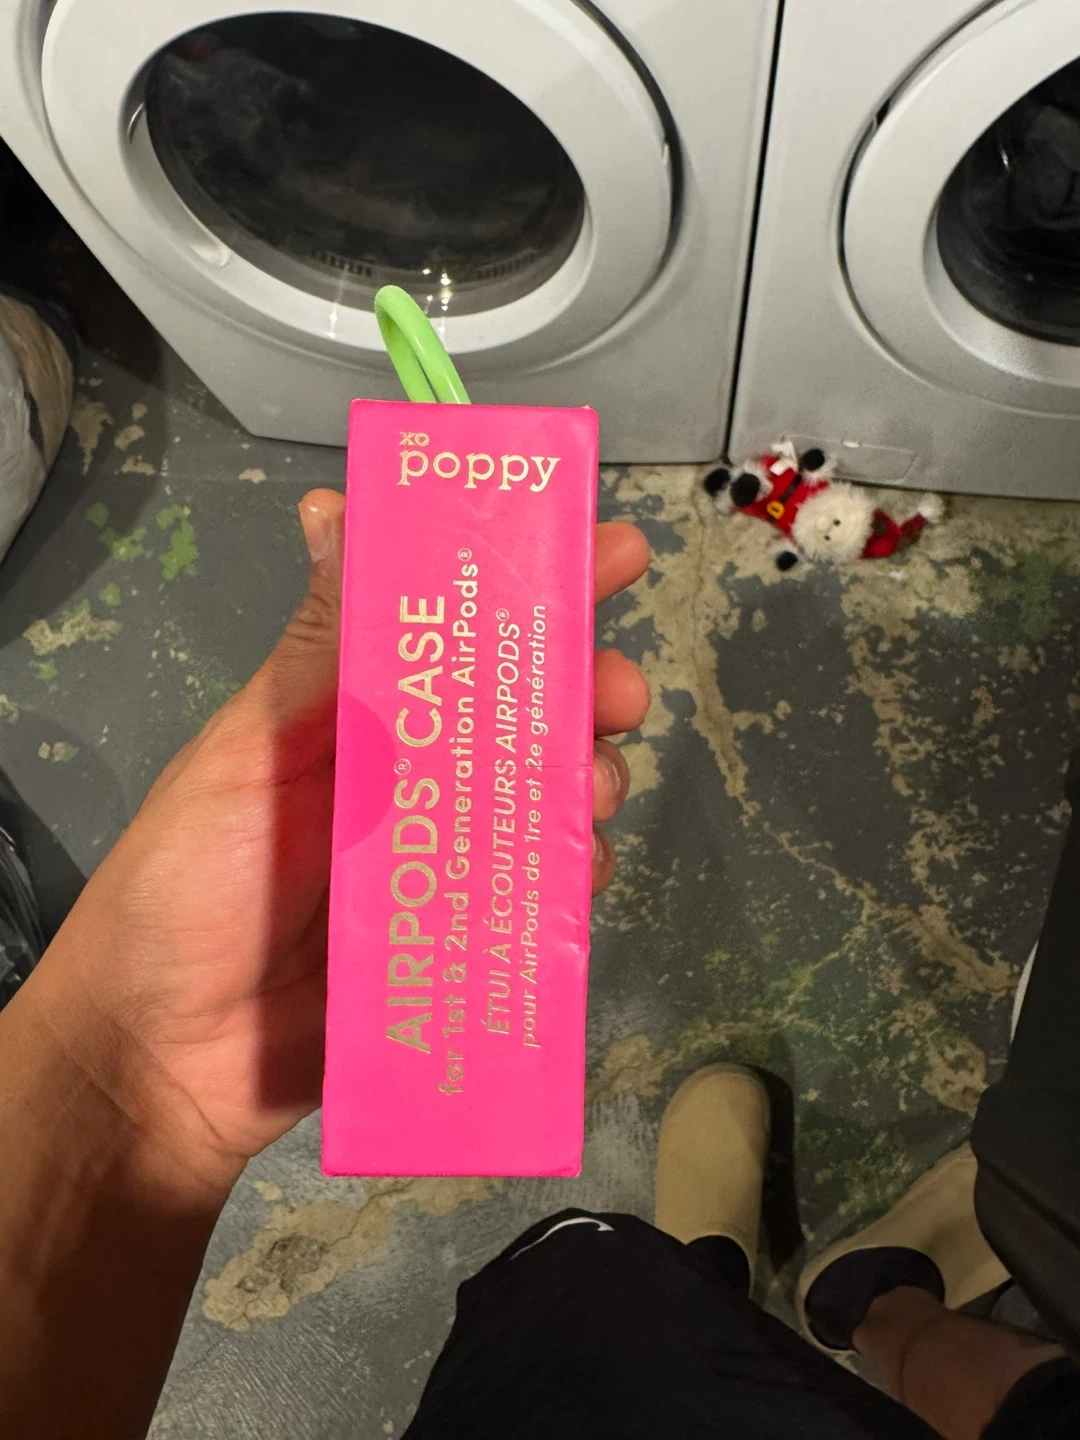 xo
poppy
AIRPODS® CASE
for 1st & 2nd Generation AirPods®
ÉTUI À ÉCOUTEURS AIRPODS®
pour AirPods de 1re et 2e génération